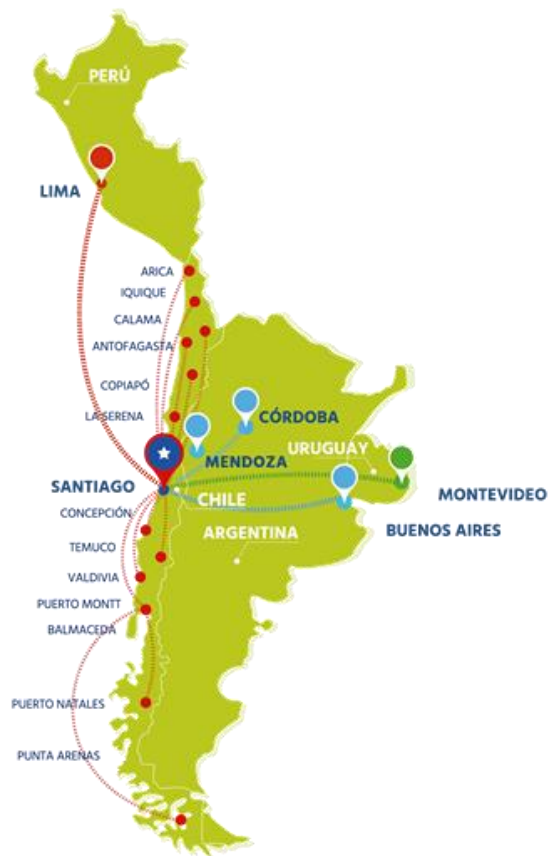 PERÚ
LIMA
ARICA
IQUIQUE
CALAMA
ANTOFAGASTA
COPIAPÓ
LA SERENA
CÓRDOBA
URUGUAY
MENDOZA
SANTIAGO
CHILE
MONTEVIDEO
CONCEPCIÓN
BUENOS AIRES
ARGENTINA
TEMUCO
VALDIVIA
PUERTO MONTT
BALMACEDA
PUERTO NATALES
PUNTA ARENAS